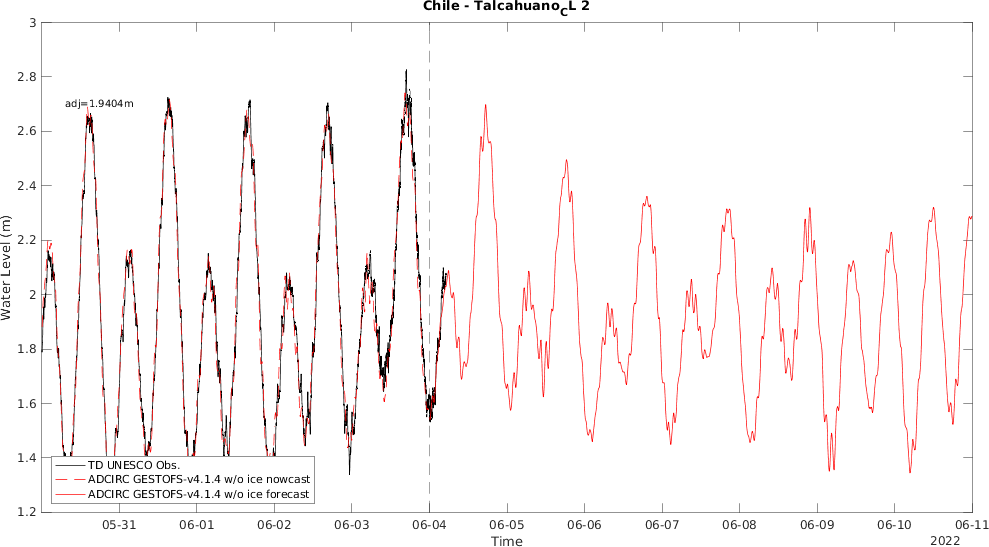 Chile - Talcahuano_CL 2
Water Level (m)
3
2.8
2.6
2.4
2.2
2
1.8
1.6
1.4
1.2
adj=1.9404m
TD UNESCO Obs.
ADCIRC GESTOFS-v4.1.4 w/o ice nowcast
ADCIRC GESTOFS-v4.1.4 w/o ice forecast
05-31 06-01 06-02 06-03 06-04 06-05 06-06 06-07 06-08 06-09 06-10 06-11
Time
2022